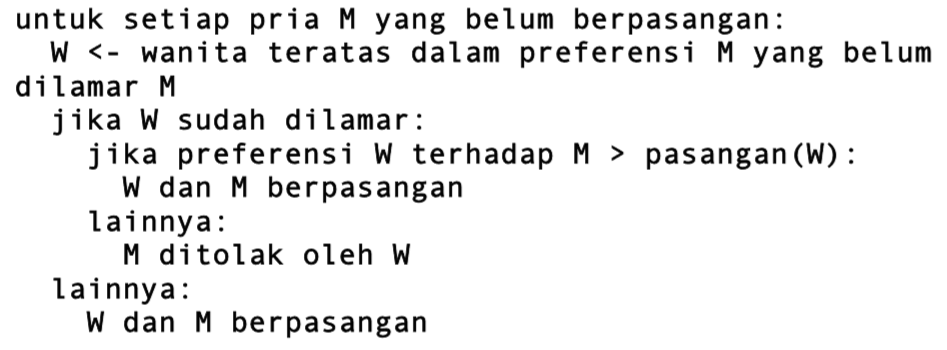 untuk setiap pria M yang belum berpasangan:
  W <- wanita teratas dalam preferensi M yang belum
dilamar M
  jika W sudah dilamar:
    jika preferensi W terhadap M > pasangan(W):
      W dan M berpasangan
    lainnya:
      M ditolak oleh W
  lainnya:
    W dan M berpasangan